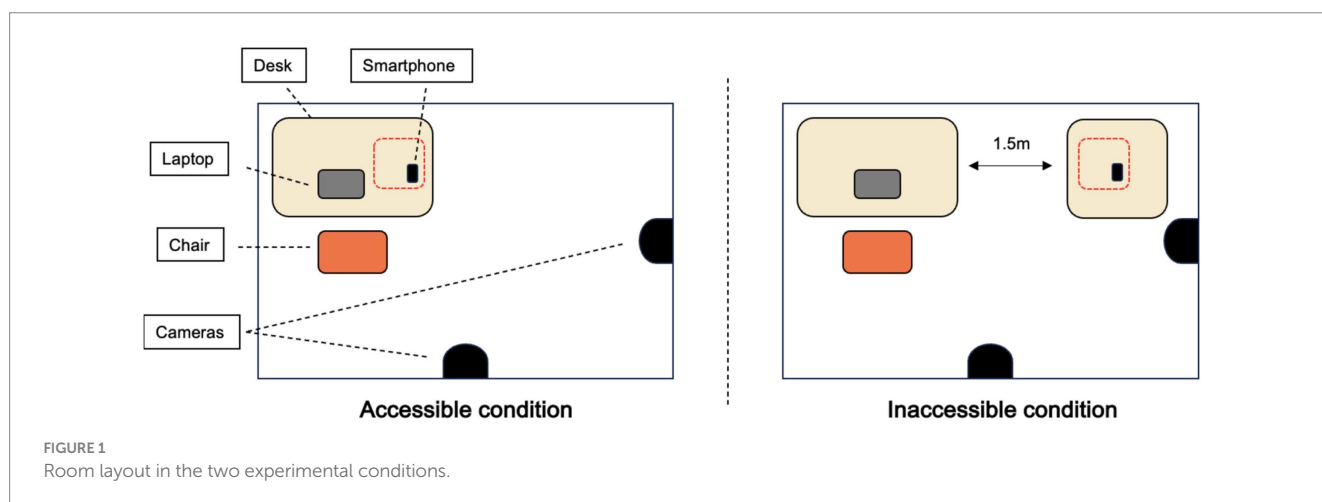 Desk
Smartphone
Laptop
Chair
Cameras
1.5m
Accessible condition
Inaccessible condition
FIGURE 1
Room layout in the two experimental conditions.